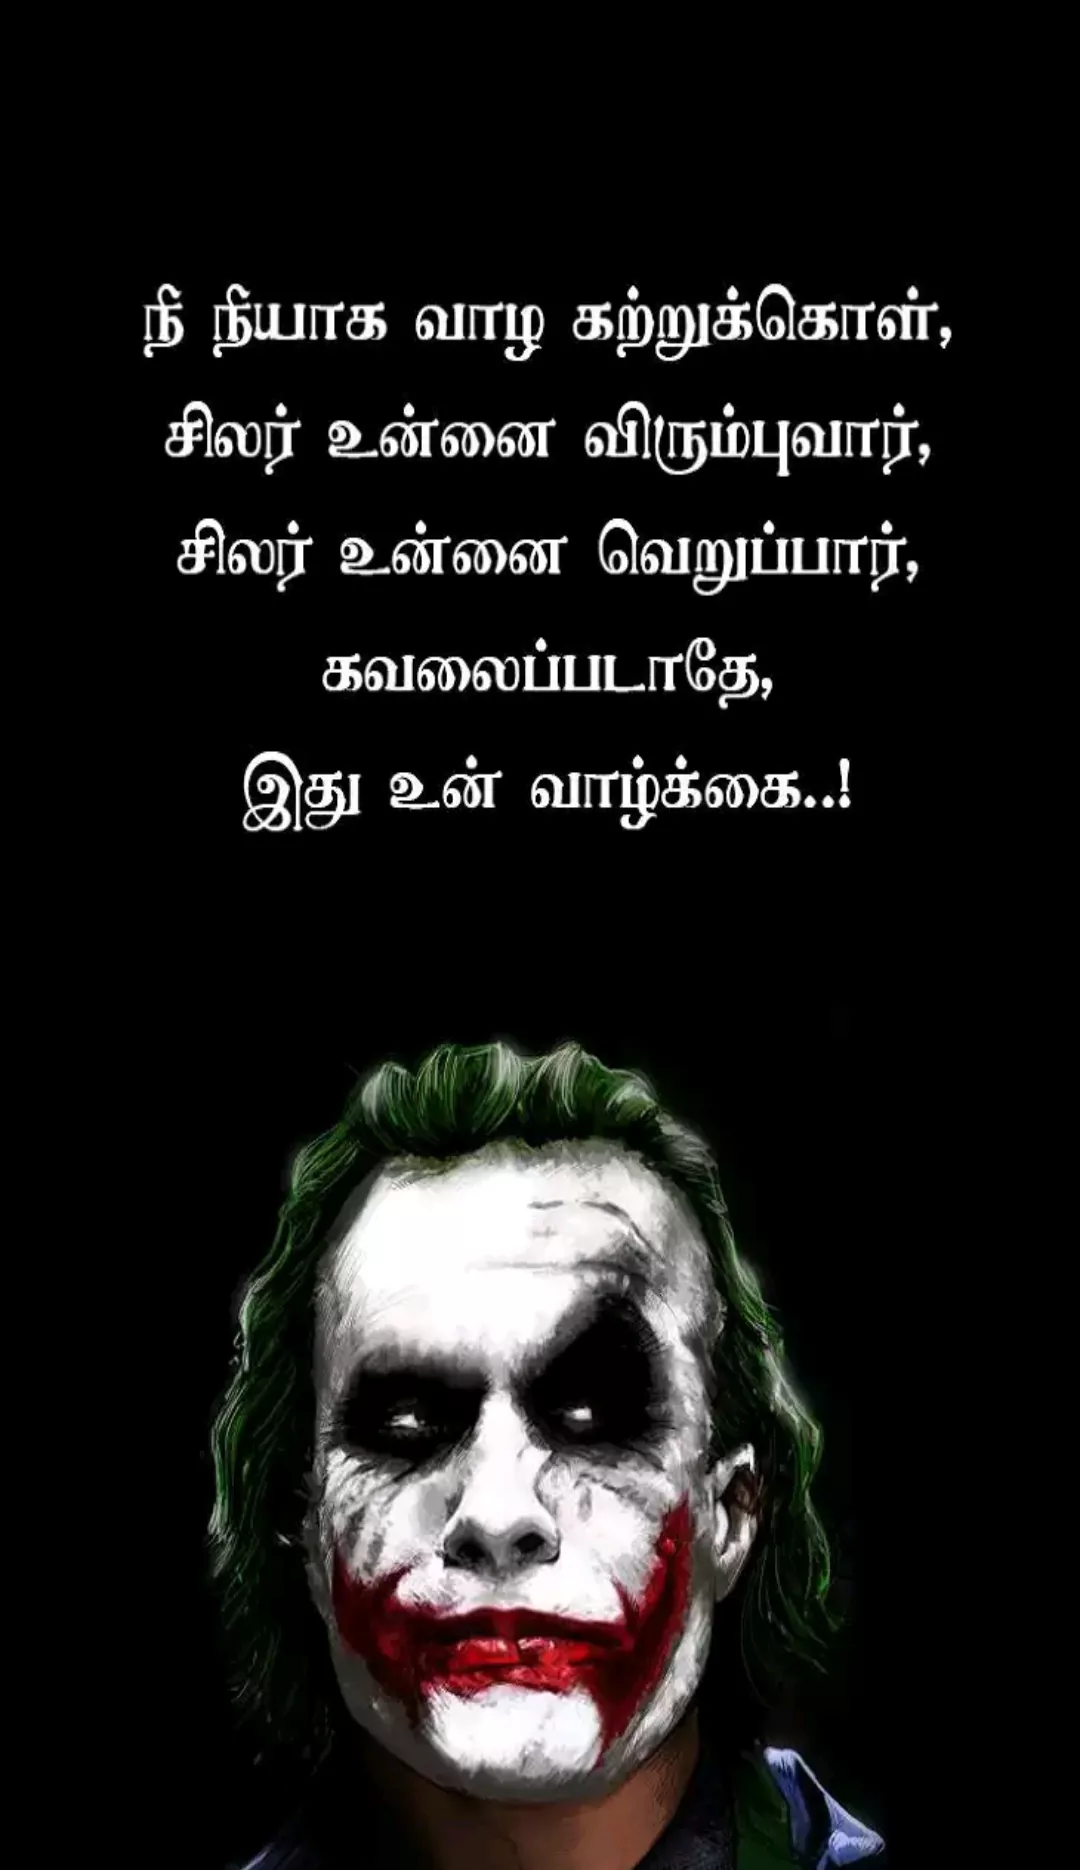 நீ நீயாக வாழ கற்றுக்கொள்,
சிலர் உன்னை விரும்புவார்,
சிலர் உன்னை வெறுப்பார்,
கவலைப்படாதே,
இது உன் வாழ்க்கை..!